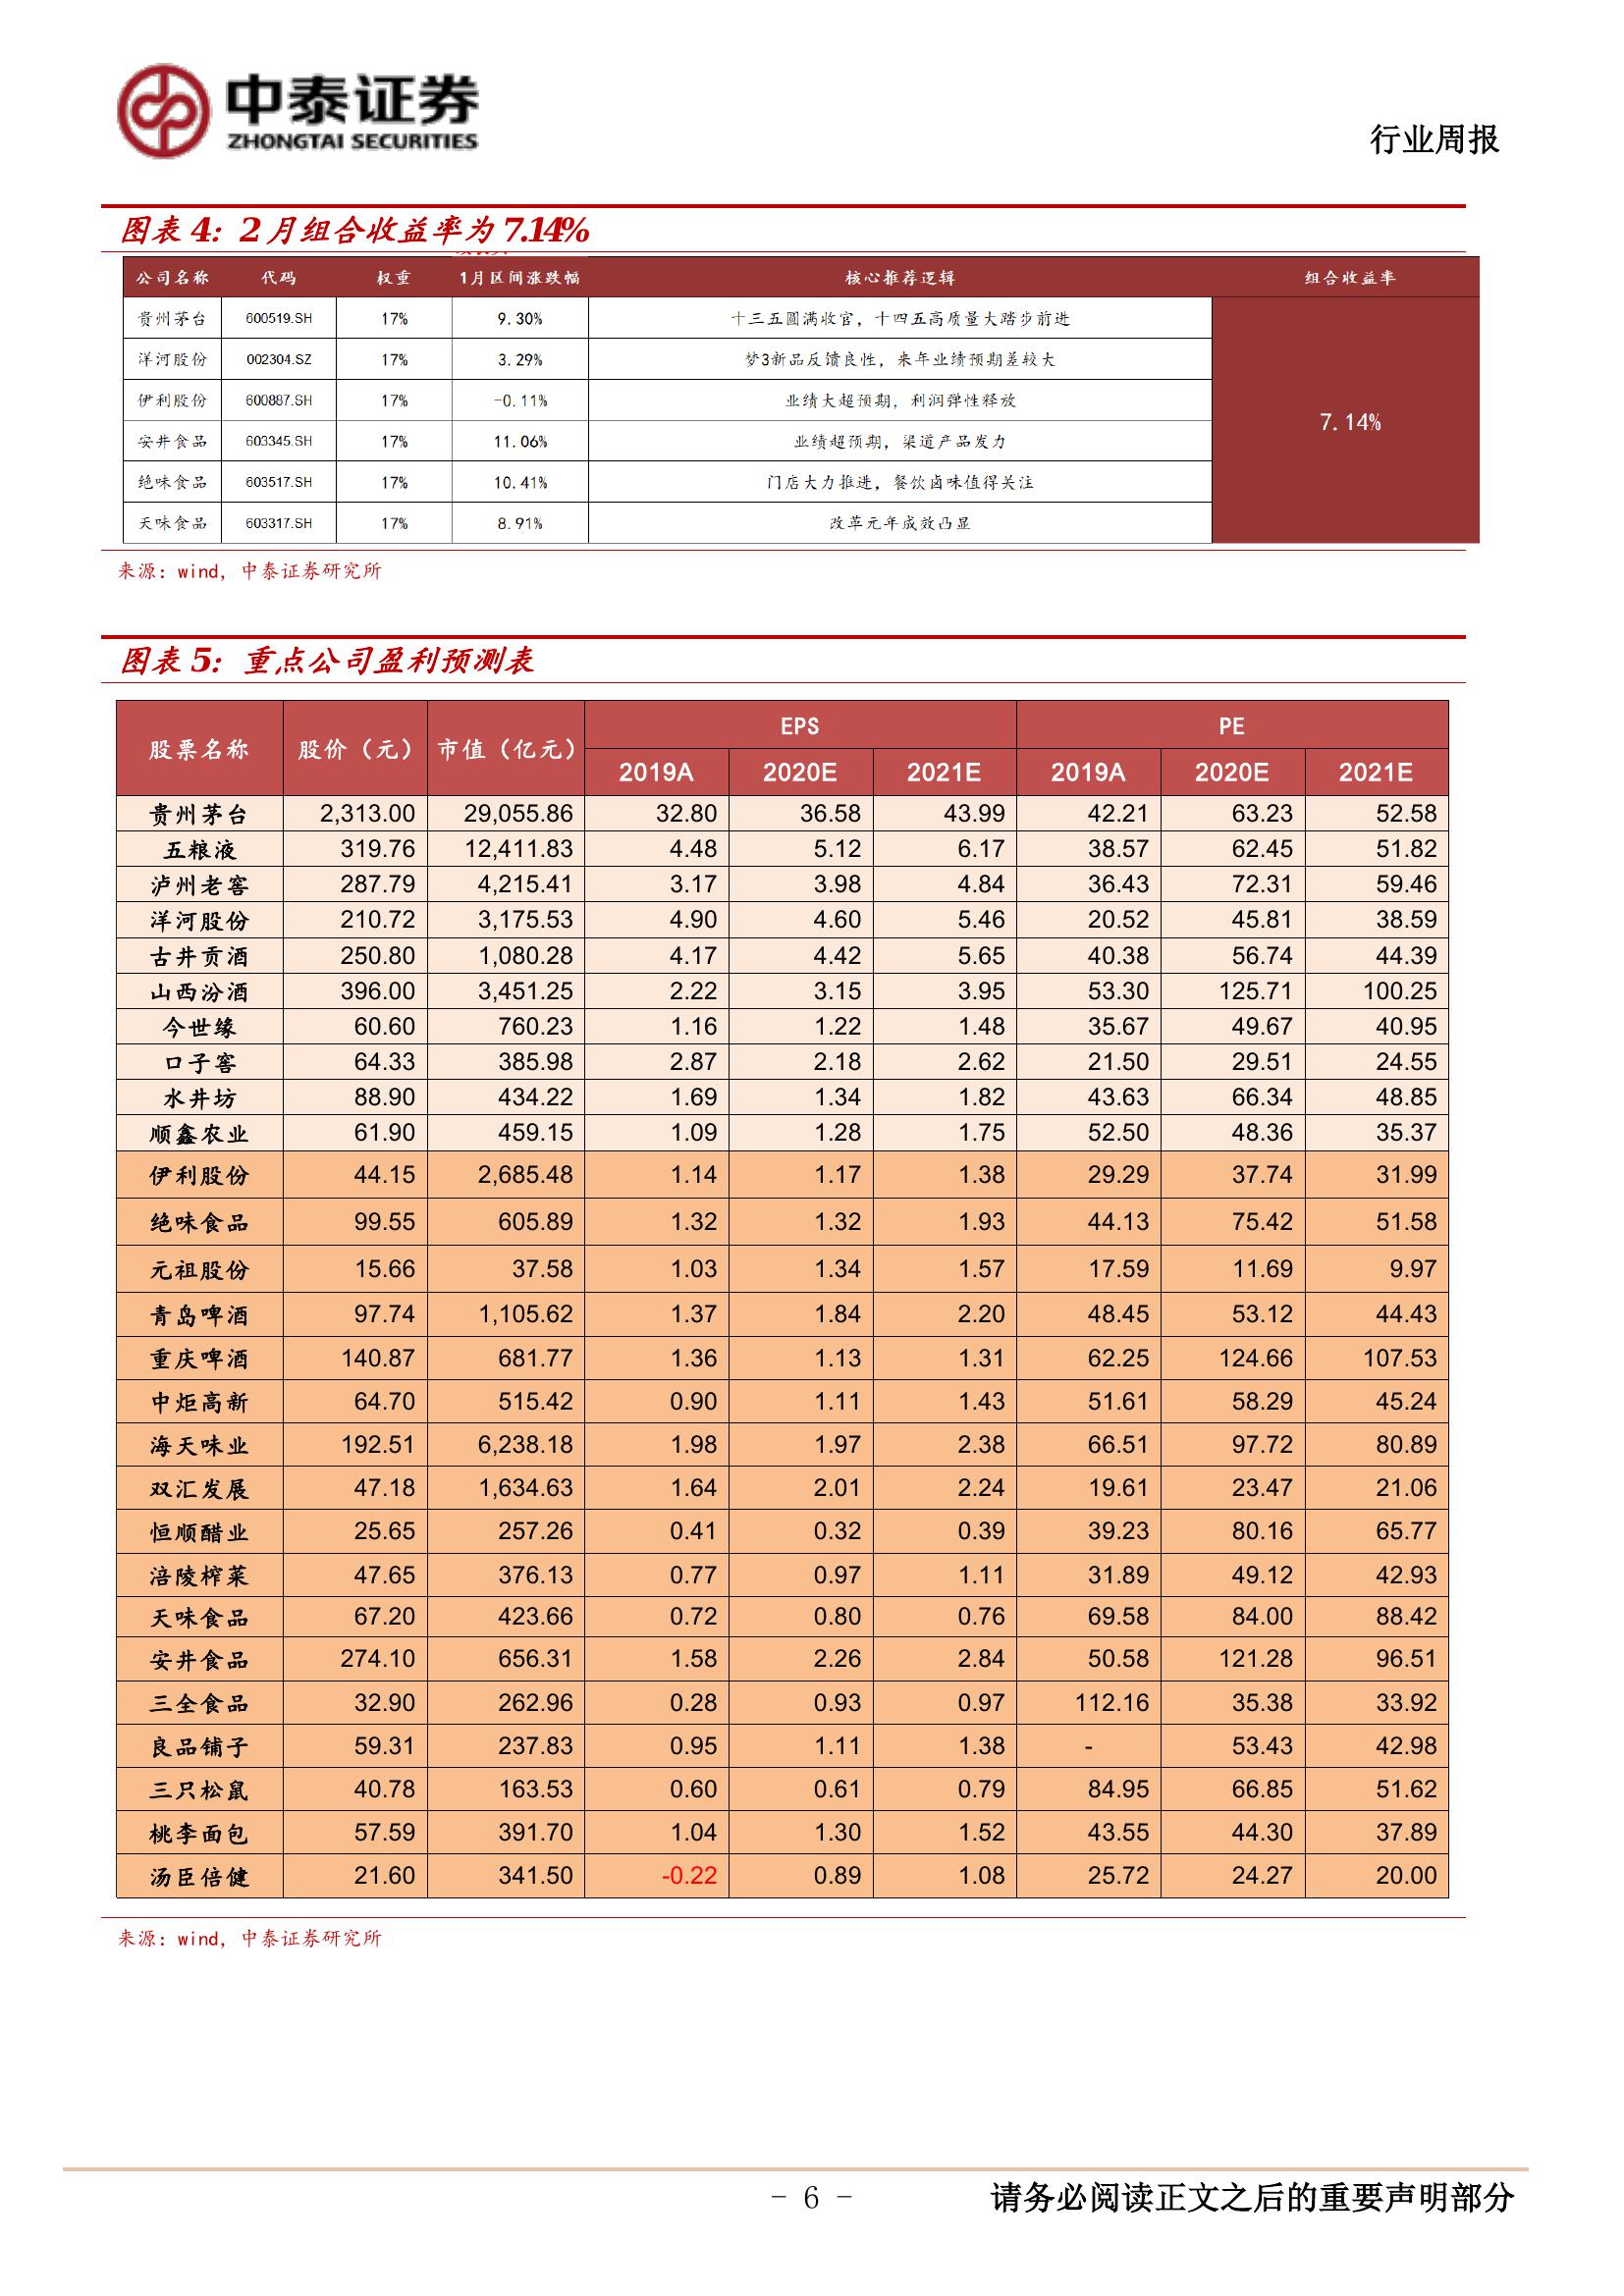 中泰证券
ZHONGTAI SECURITIES
行业周报
图表 4：2 月组合收益率为 7.14%
公司名称 代码 权重 1月区间涨跌幅 核心推荐逻辑 组合收益率
贵州茅台 600519.SH 17% 9.30% 十三五圆满收官，十四五高质量大踏步前进
洋河股份 002304.SZ 17% 3.29% 梦3新品反馈良性，来年业绩预期差较大
伊利股份 600887.SH 17% -0.11% 业绩大超预期，利润弹性释放
7.14%
安井食品 603345.SH 17% 11.06% 业绩超预期，渠道产品发力
绝味食品 603517.SH 17% 10.41% 门店大力推进，餐饮卤味值得关注
天味食品 603317.SH 17% 8.91% 改革元年成效凸显
来源：wind，中泰证券研究所
图表 5：重点公司盈利预测表
股票名称 股价（元） 市值（亿元） EPS PE
2019A 2020E 2021E 2019A 2020E 2021E
贵州茅台 2,313.00 29,055.86 32.80 36.58 43.99 42.21 63.23 52.58
五粮液 319.76 12,411.83 4.48 5.12 6.17 38.57 62.45 51.82
泸州老窖 287.79 4,215.41 3.17 3.98 4.84 36.43 72.31 59.46
洋河股份 210.72 3,175.53 4.90 4.60 5.46 20.52 45.81 38.59
古井贡酒 250.80 1,080.28 4.17 4.42 5.65 40.38 56.74 44.39
山西汾酒 396.00 3,451.25 2.22 3.15 3.95 53.30 125.71 100.25
今世缘 60.60 760.23 1.16 1.22 1.48 35.67 49.67 40.95
口子窖 64.33 385.98 2.87 2.18 2.62 21.50 29.51 24.55
水井坊 88.90 434.22 1.69 1.34 1.82 43.63 66.34 48.85
顺鑫农业 61.90 459.15 1.09 1.28 1.75 52.50 48.36 35.37
伊利股份 44.15 2,685.48 1.14 1.17 1.38 29.29 37.74 31.99
绝味食品 99.55 605.89 1.32 1.32 1.93 44.13 75.42 51.58
元祖股份 15.66 37.58 1.03 1.34 1.57 17.59 11.69 9.97
青岛啤酒 97.74 1,105.62 1.37 1.84 2.20 48.45 53.12 44.43
重庆啤酒 140.87 681.77 1.36 1.13 1.31 62.25 124.66 107.53
中炬高新 64.70 515.42 0.90 1.11 1.43 51.61 58.29 45.24
海天味业 192.51 6,238.18 1.98 1.97 2.38 66.51 97.72 80.89
双汇发展 47.18 1,634.63 1.64 2.01 2.24 19.61 23.47 21.06
恒顺醋业 25.65 257.26 0.41 0.32 0.39 39.23 80.16 65.77
涪陵榨菜 47.65 376.13 0.77 0.97 1.11 31.89 49.12 42.93
天味食品 67.20 423.66 0.72 0.80 0.76 69.58 84.00 88.42
安井食品 274.10 656.31 1.58 2.26 2.84 50.58 121.28 96.51
三全食品 32.90 262.96 0.28 0.93 0.97 112.16 35.38 33.92
良品铺子 59.31 237.83 0.95 1.11 1.38 - 53.43 42.98
三只松鼠 40.78 163.53 0.60 0.61 0.79 84.95 66.85 51.62
桃李面包 57.59 391.70 1.04 1.30 1.52 43.55 44.30 37.89
汤臣倍健 21.60 341.50 -0.22 0.89 1.08 25.72 24.27 20.00
来源：wind，中泰证券研究所
- 6 - 请务必阅读正文之后的重要声明部分